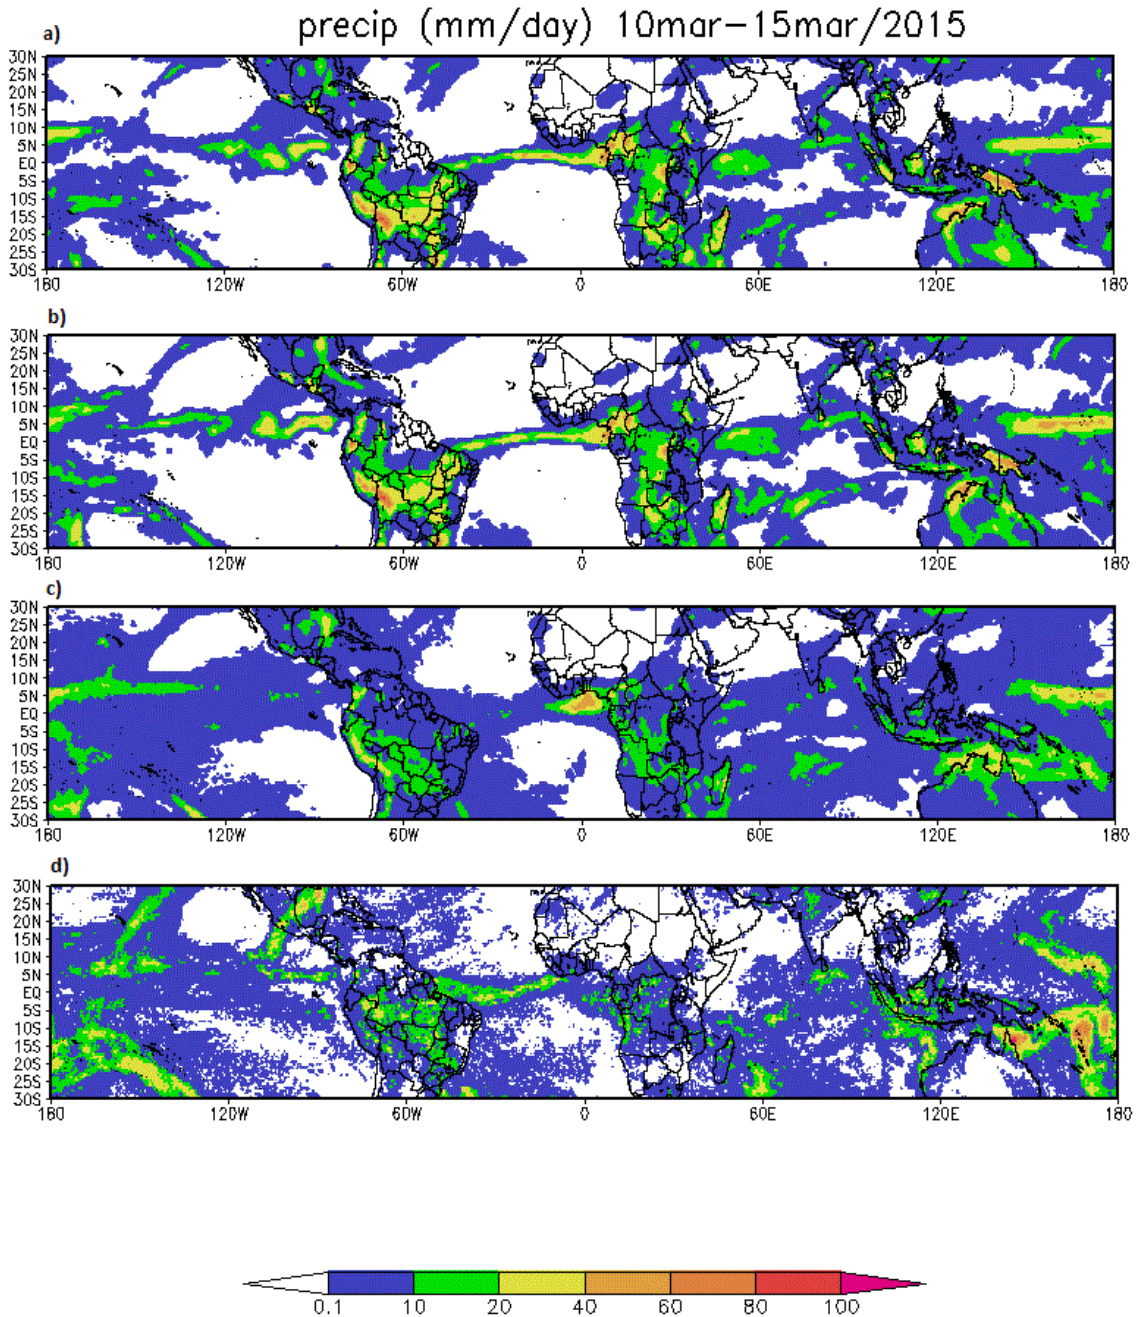 precip (mm/day) 10mar-15mar/2015
a)
30N
25N
20N
15N
10N
5N
EQ
5S
10S
15S
20S
25S
30S
180 120W 60W 0 60E 120E 180
b)
30N
25N
20N
15N
10N
5N
EQ
5S
10S
15S
20S
25S
30S
180 120W 60W 0 60E 120E 180
c)
30N
25N
20N
15N
10N
5N
EQ
5S
10S
15S
20S
25S
30S
180 120W 60W 0 60E 120E 180
d)
30N
25N
20N
15N
10N
5N
EQ
5S
10S
15S
20S
25S
30S
180 120W 60W 0 60E 120E 180
0.1 10 20 40 60 80 100